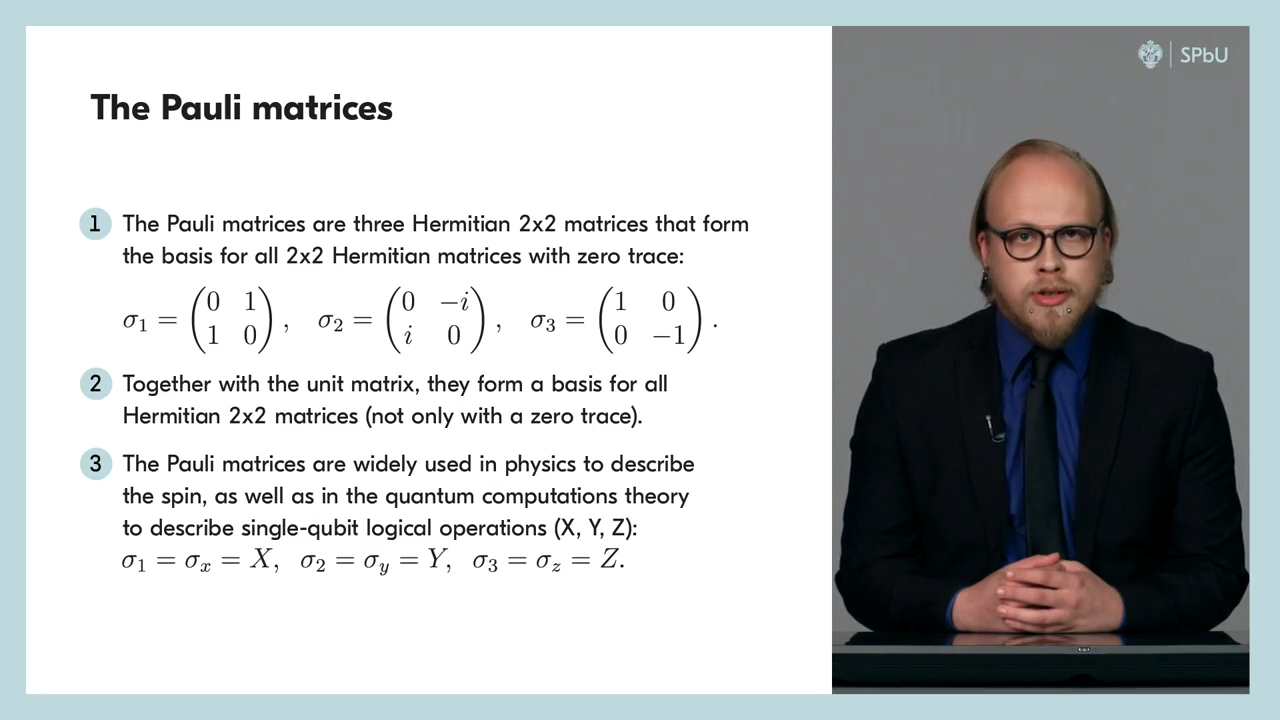 SPbU
The Pauli matrices
1 The Pauli matrices are three Hermitian 2x2 matrices that form
the basis for all 2x2 Hermitian matrices with zero trace:
σ₁ = (0 1; 1 0), σ₂ = (0 −i; i 0), σ₃ = (1 0; 0 −1).
2 Together with the unit matrix, they form a basis for all
Hermitian 2x2 matrices (not only with a zero trace).
3 The Pauli matrices are widely used in physics to describe
the spin, as well as in the quantum computations theory
to describe single-qubit logical operations (X, Y, Z):
σ₁ = σₓ = X, σ₂ = σᵧ = Y, σ₃ = σ_z = Z.